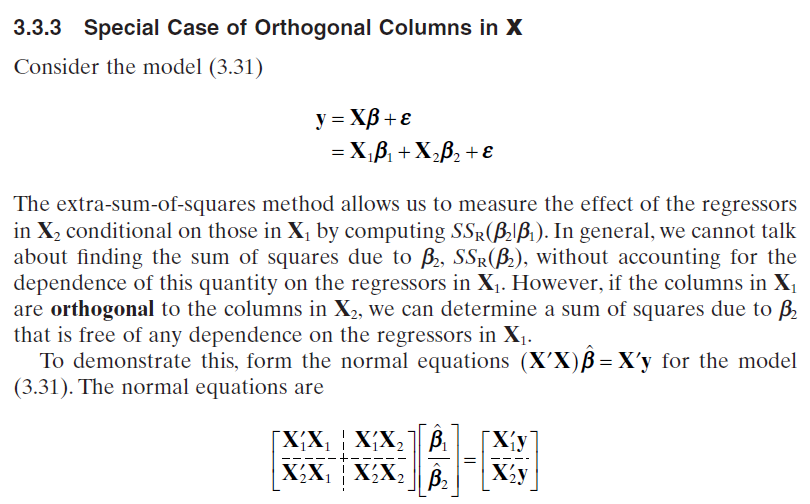 3.3.3 Special Case of Orthogonal Columns in X
Consider the model (3.31)
y = Xβ + ε
= X₁β₁ + X₂β₂ + ε
The extra-sum-of-squares method allows us to measure the effect of the regressors
in X₂ conditional on those in X₁ by computing SS_R(β₂|β₁). In general, we cannot talk
about finding the sum of squares due to β₂, SS_R(β₂), without accounting for the
dependence of this quantity on the regressors in X₁. However, if the columns in X₁
are orthogonal to the columns in X₂, we can determine a sum of squares due to β₂
that is free of any dependence on the regressors in X₁.
To demonstrate this, form the normal equations (X′X)β̂ = X′y for the model
(3.31). The normal equations are
[X₁′X₁ | X₁′X₂] [β̂₁] = [X₁′y]
[X₂′X₁ | X₂′X₂] [β̂₂] [X₂′y]